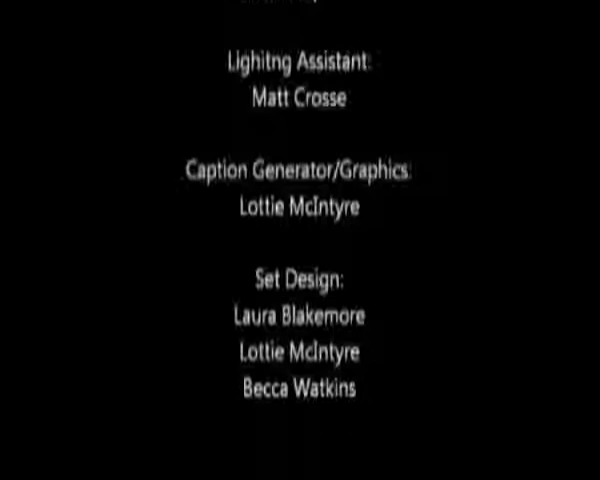 Lighitng Assistant:
Matt Crosse
Caption Generator/Graphics:
Lottie McIntyre
Set Design:
Laura Blakemore
Lottie McIntyre
Becca Watkins